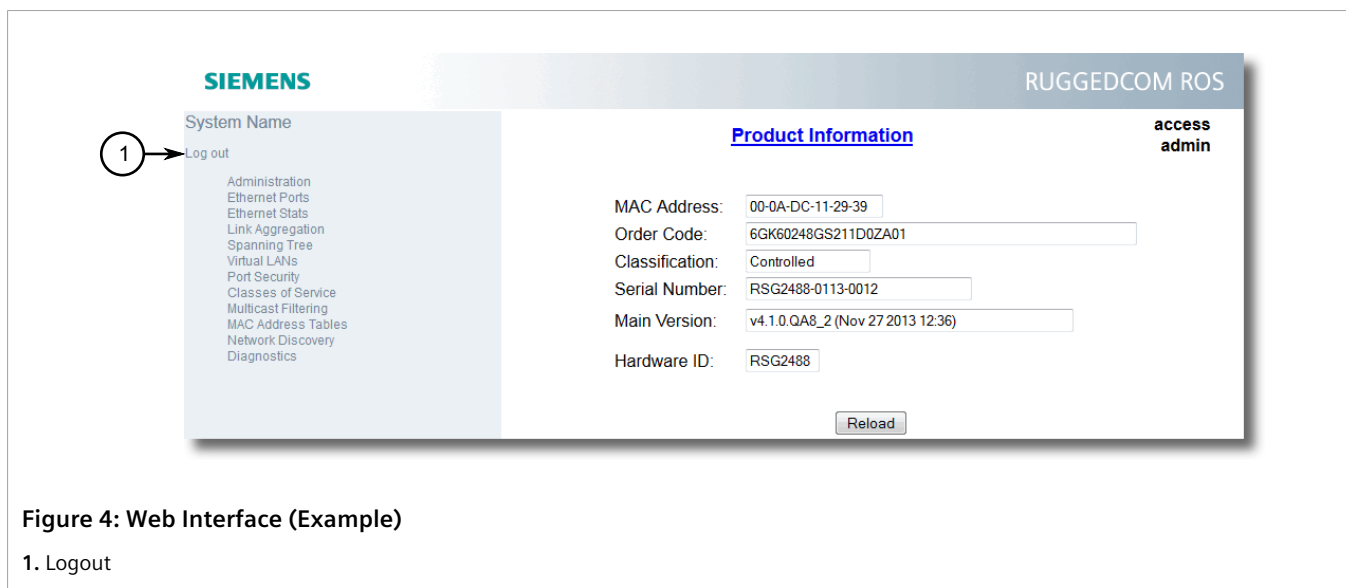 SIEMENS
RUGGEDCOM ROS
System Name
1
Log out
Administration
Ethernet Ports
Ethernet Stats
Link Aggregation
Spanning Tree
Virtual LANs
Port Security
Classes of Service
Multicast Filtering
MAC Address Tables
Network Discovery
Diagnostics
Product Information
access
admin
MAC Address: 00-0A-DC-11-29-39
Order Code: 6GK60248GS211D0ZA01
Classification: Controlled
Serial Number: RSG2488-0113-0012
Main Version: v4.1.0.QA8_2 (Nov 27 2013 12:36)
Hardware ID: RSG2488
Reload
Figure 4: Web Interface (Example)
1. Logout